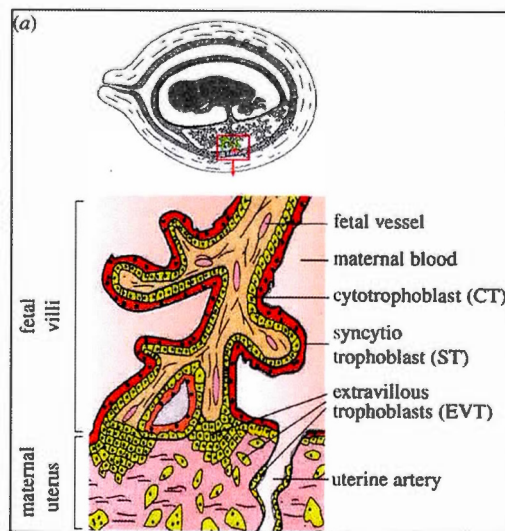 (a)
fetal vessel
maternal blood
cytotrophoblast (CT)
syncytio
trophoblast (ST)
extravillous
trophoblasts (EVT)
uterine artery
fetal
villi
maternal
uterus